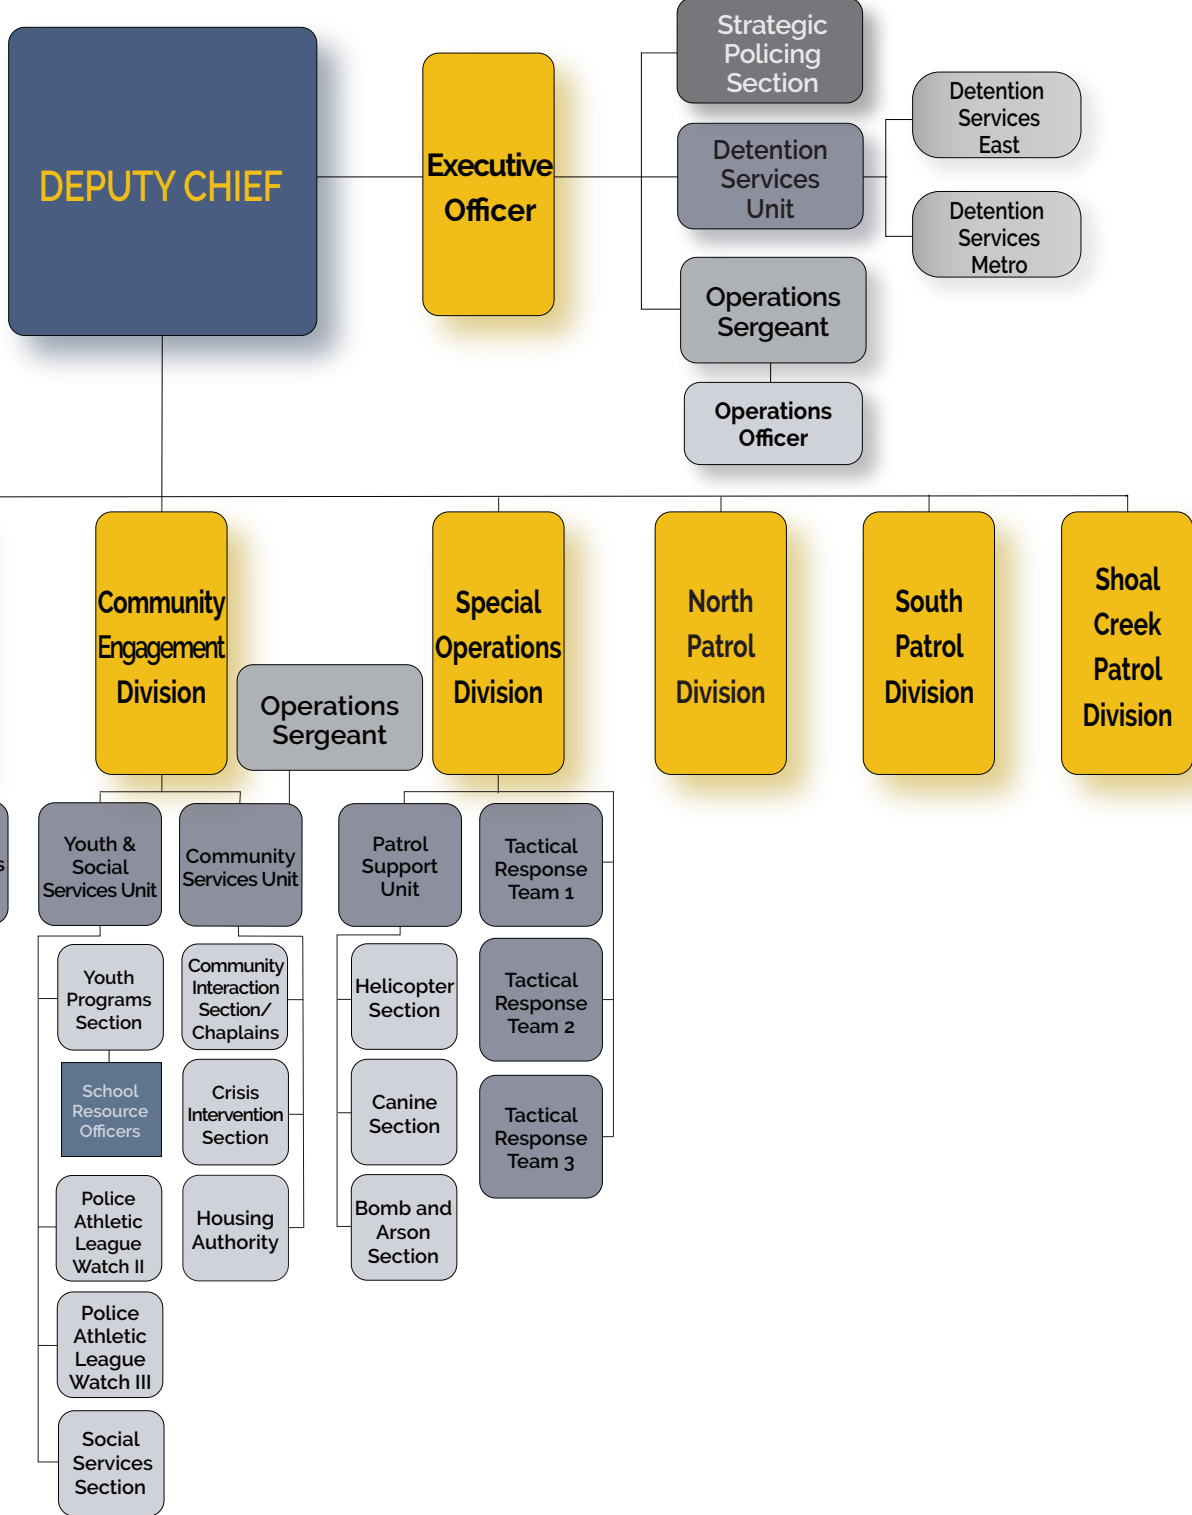 DEPUTY CHIEF
Executive
Officer
Strategic
Policing
Section
Detention
Services
Unit
Detention
Services
East
Detention
Services
Metro
Operations
Sergeant
Operations
Officer
Community
Engagement
Division
Operations
Sergeant
Special
Operations
Division
North
Patrol
Division
South
Patrol
Division
Shoal
Creek
Patrol
Division
s
Youth &
Social
Services Unit
Community
Services Unit
Patrol
Support
Unit
Tactical
Response
Team 1
Youth
Programs
Section
School
Resource
Officers
Police
Athletic
League
Watch II
Police
Athletic
League
Watch III
Social
Services
Section
Community
Interaction
Section/
Chaplains
Crisis
Intervention
Section
Housing
Authority
Helicopter
Section
Canine
Section
Bomb and
Arson
Section
Tactical
Response
Team 2
Tactical
Response
Team 3